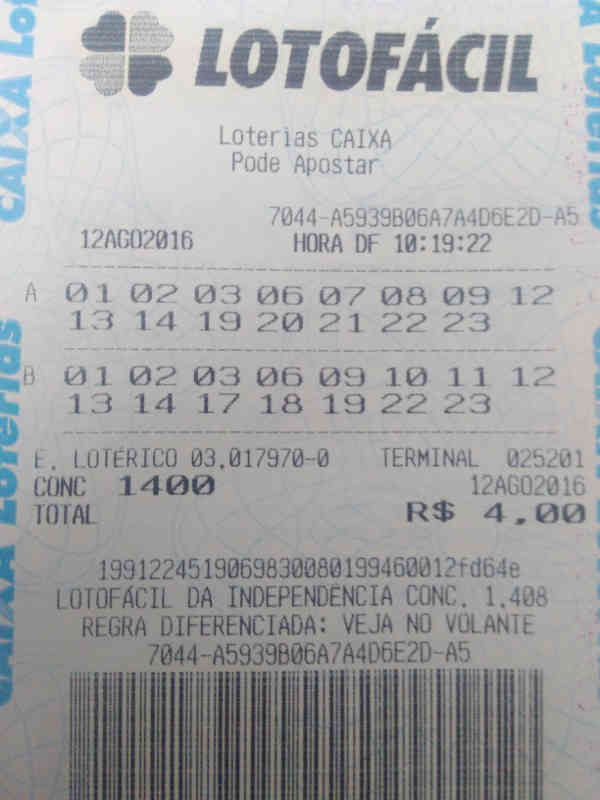 LOTOFÁCIL
Loterias CAIXA
Pode Apostar
7044-A5939B06A7A4D6E2D-A5
12AGO2016 HORA DF 10:19:22
A 01 02 03 06 07 08 09 12
13 14 19 20 21 22 23
B 01 02 03 06 09 10 11 12
13 14 17 18 19 22 23
E. LOTÉRICO 03.017970-0 TERMINAL 025201
CONC 1400 12AGO2016
TOTAL R$ 4,00
1991224519069830080199460012fd64e
LOTOFÁCIL DA INDEPENDÊNCIA CONC. 1.408
REGRA DIFERENCIADA: VEJA NO VOLANTE
7044-A5939B06A7A4D6E2D-A5
CAIXA Loterias
CAIXA Lo